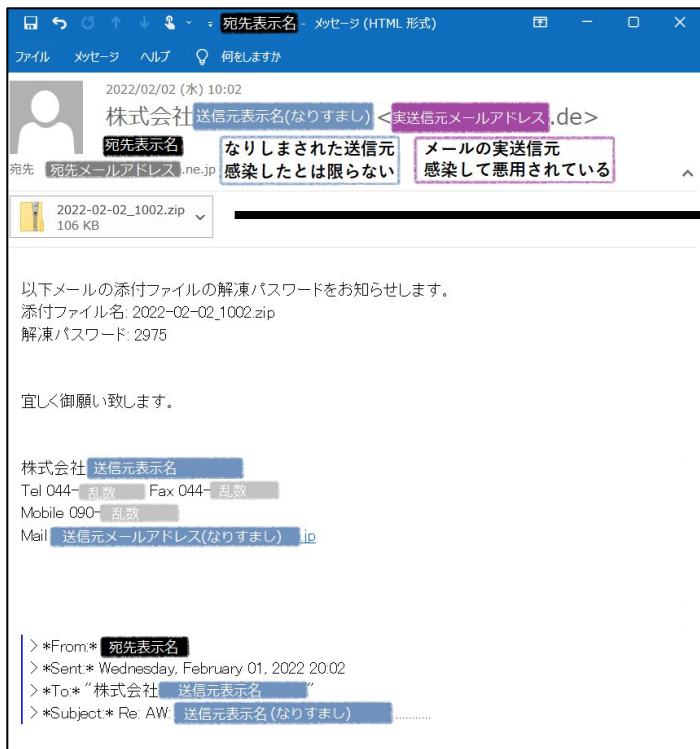 宛先表示名 - メッセージ (HTML 形式)
ファイル メッセージ ヘルプ 何をしますか
2022/02/02 (水) 10:02
株式会社 送信元表示名(なりすまし) <実送信元メールアドレス.de>
宛先表示名
なりしまされた送信元
感染したとは限らない
メールの実送信元
感染して悪用されている
宛先 宛先メールアドレス.ne.jp
2022-02-02_1002.zip
106 KB
以下メールの添付ファイルの解凍パスワードをお知らせします。
添付ファイル名: 2022-02-02_1002.zip
解凍パスワード: 2975
宜しく御願い致します。
株式会社 送信元表示名
Tel 044-乱数 Fax 044-乱数
Mobile 090-乱数
Mail 送信元メールアドレス(なりすまし).jp
> *From:* 宛先表示名
> *Sent:* Wednesday, February 01, 2022 20:02
> *To:* "株式会社 送信元表示名"
> *Subject:* Re: AW: 送信元表示名(なりすまし) ...........